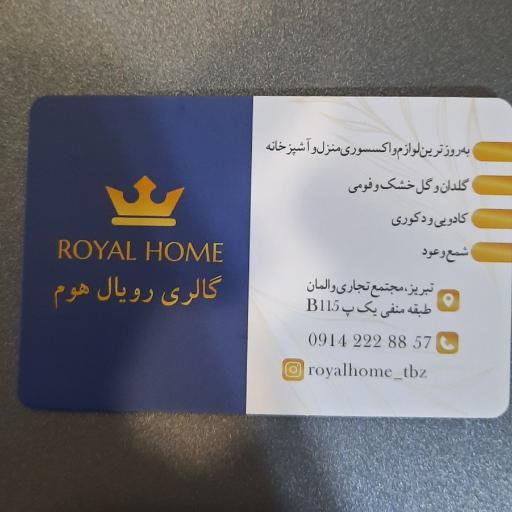 ROYAL HOME
گالری رویال هوم
به‌روزترین لوازم و اکسسوری منزل و آشپزخانه
گلدان و گل خشک و فومی
کادویی و دکوری
شمع و عود
تبریز، مجتمع تجاری والمان
طبقه منفی یک پ B115
0914 222 88 57
royalhome_tbz